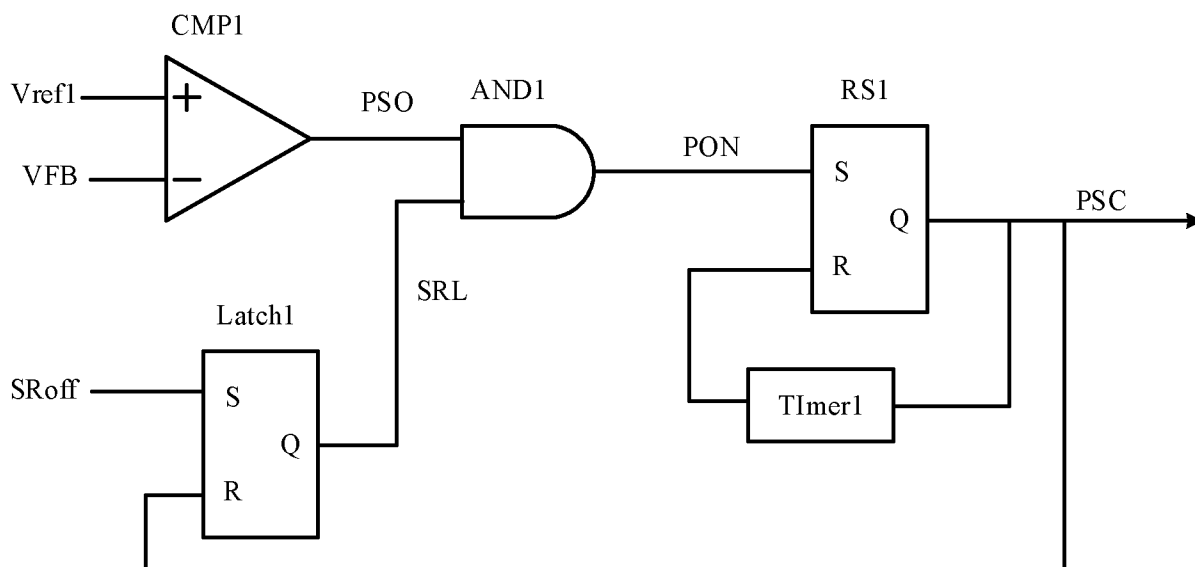 CMP1
Vref1
+
VFB
−
PSO
AND1
PON
RS1
S
Q
R
PSC
SRL
Latch1
SRoff
S
Q
R
TImer1